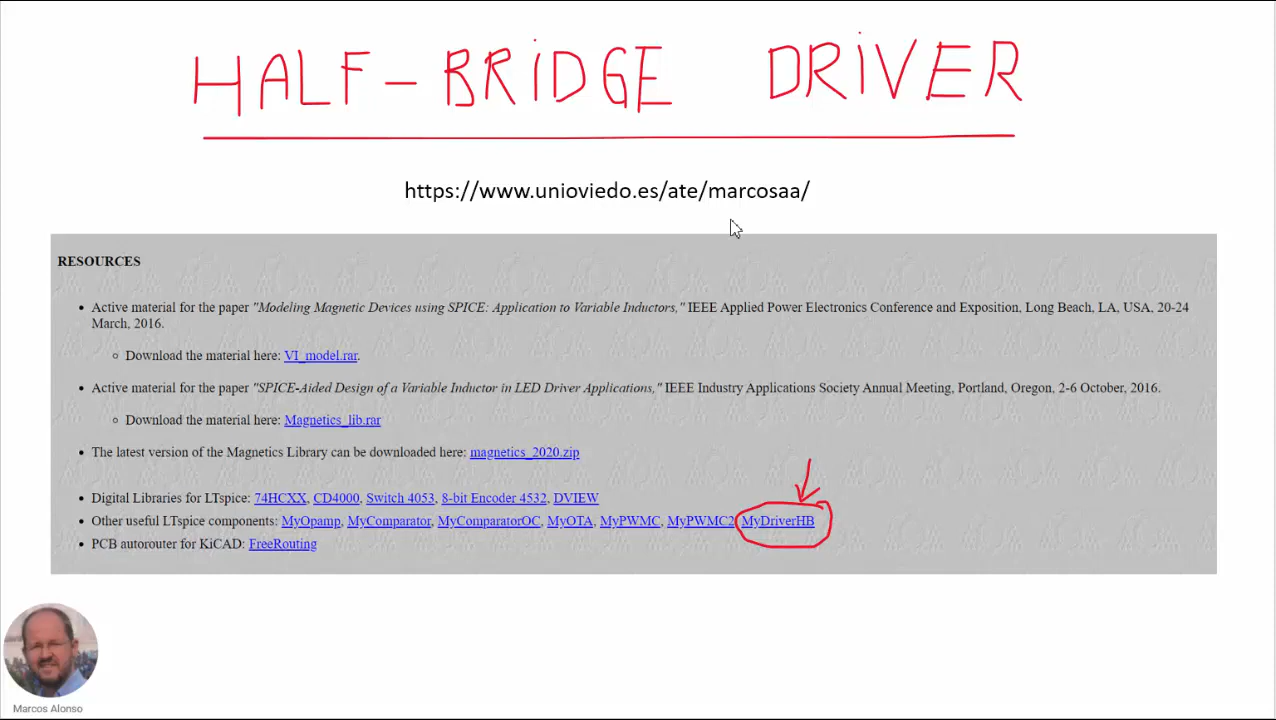 HALF-BRIDGE DRIVER
https://www.unioviedo.es/ate/marcosaa/
RESOURCES
• Active material for the paper "Modeling Magnetic Devices using SPICE: Application to Variable Inductors," IEEE Applied Power Electronics Conference and Exposition, Long Beach, LA, USA, 20-24
March, 2016.
○ Download the material here: VI_model.rar.
• Active material for the paper "SPICE-Aided Design of a Variable Inductor in LED Driver Applications," IEEE Industry Applications Society Annual Meeting, Portland, Oregon, 2-6 October, 2016.
○ Download the material here: Magnetics_lib.rar
• The latest version of the Magnetics Library can be downloaded here: magnetics_2020.zip
• Digital Libraries for LTspice: 74HCXX, CD4000, Switch 4053, 8-bit Encoder 4532, DVIEW
• Other useful LTspice components: MyOpamp, MyComparator, MyComparatorOC, MyOTA, MyPWMC, MyPWMC2, MyDriverHB
• PCB autorouter for KiCAD: FreeRouting
Marcos Alonso